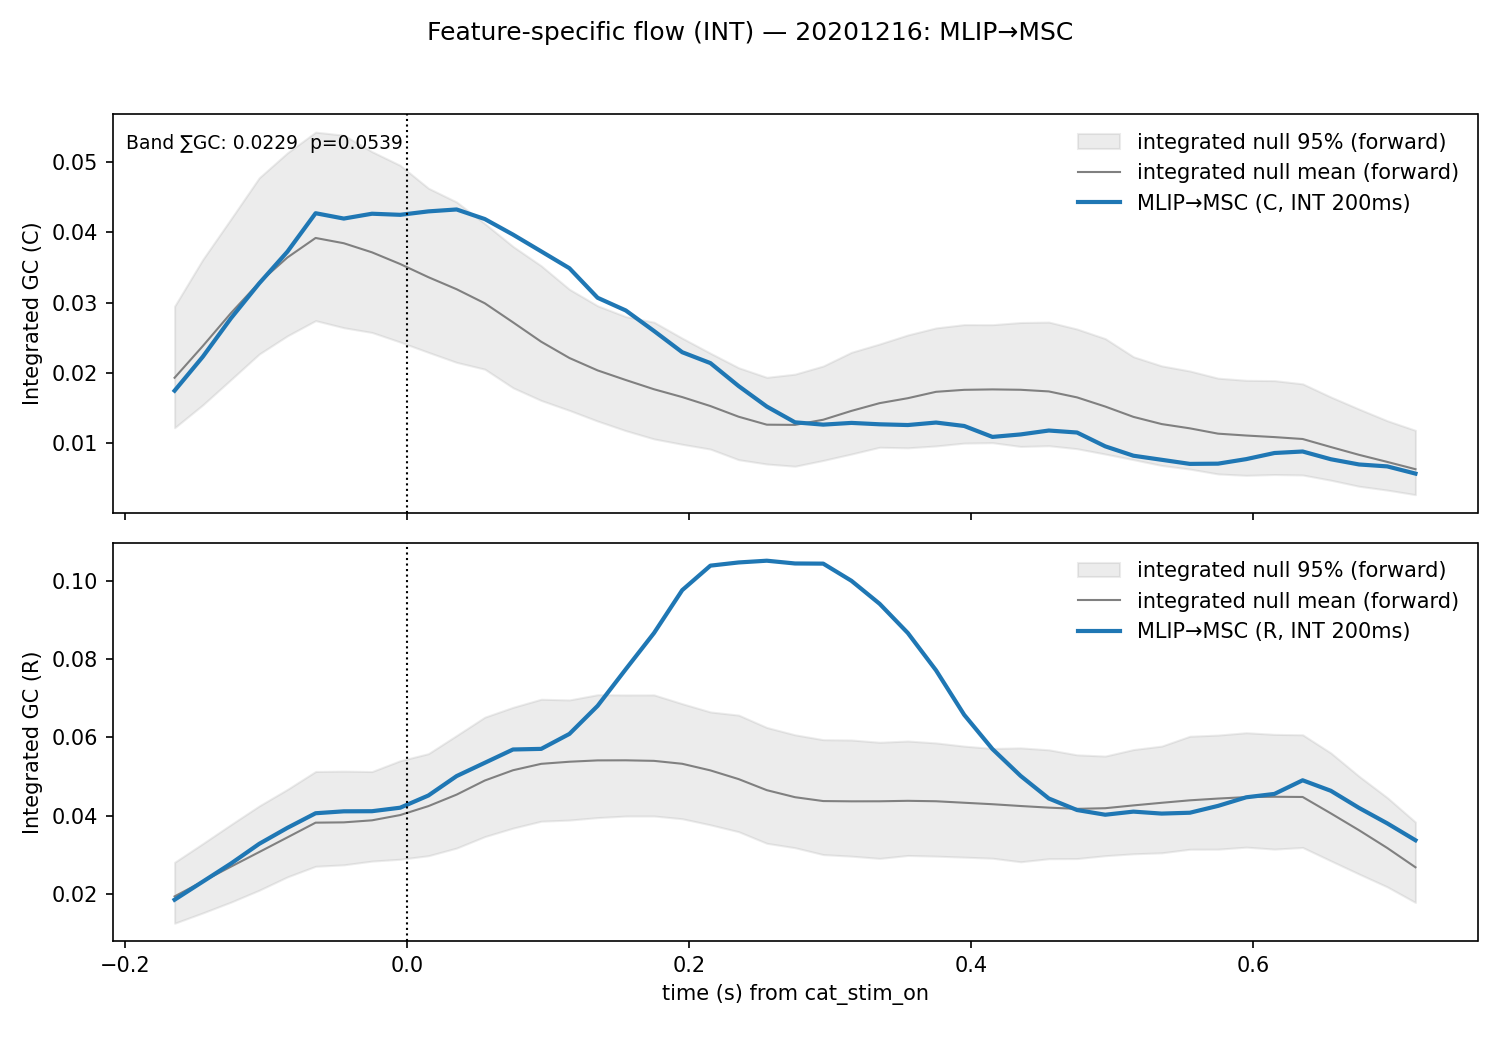 Feature-specific flow (INT) — 20201216: MLIP→MSC
Band ∑GC: 0.0229  p=0.0539
integrated null 95% (forward)
integrated null mean (forward)
MLIP→MSC (C, INT 200ms)
Integrated GC (C)
0.05
0.04
0.03
0.02
0.01
integrated null 95% (forward)
integrated null mean (forward)
MLIP→MSC (R, INT 200ms)
Integrated GC (R)
0.10
0.08
0.06
0.04
0.02
−0.2 0.0 0.2 0.4 0.6
time (s) from cat_stim_on